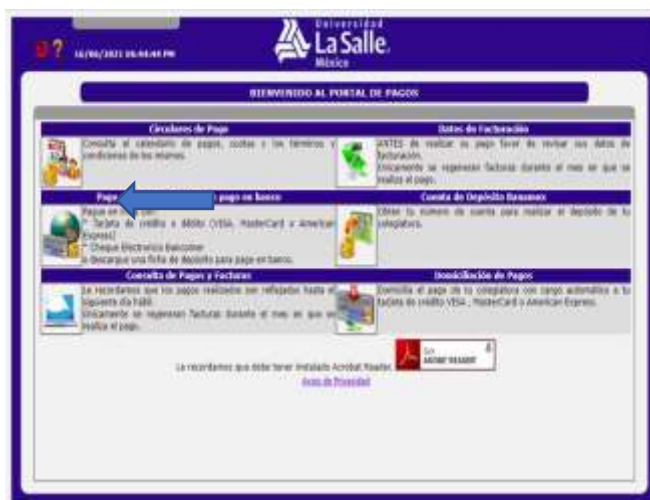 Universidad
La Salle
México
16/06/2021 06:44:44 PM
BIENVENIDO AL PORTAL DE PAGOS
Circulares de Pago
Consulta el calendario de pagos, cuotas y los términos y
condiciones de los mismos.
Datos de Facturación
ANTES de realizar su pago favor de revisar sus datos de
facturación.
Únicamente se regeneran facturas durante el mes en que se
realiza el pago.
Pago
pago en banco
Pague en línea con:
* Tarjeta de crédito o débito (VISA, MasterCard o American
Express)
* Cheque Electrónico Bancomer
o descargue una ficha de depósito para pago en banco.
Cuenta de Depósito Banamex
Obten tu número de cuenta para realizar el depósito de tu
colegiatura.
Consulta de Pagos y Facturas
Le recordamos que los pagos realizados son reflejados hasta el
siguiente día hábil.
Únicamente se regeneran facturas durante el mes en que se
realiza el pago.
Domiciliación de Pagos
Domicilia el pago de tu colegiatura con cargo automático a tu
tarjeta de crédito VISA , MasterCard o American Express.
Le recordamos que debe tener instalado Acrobat Reader.
Get
ADOBE READER
Aviso de Privacidad